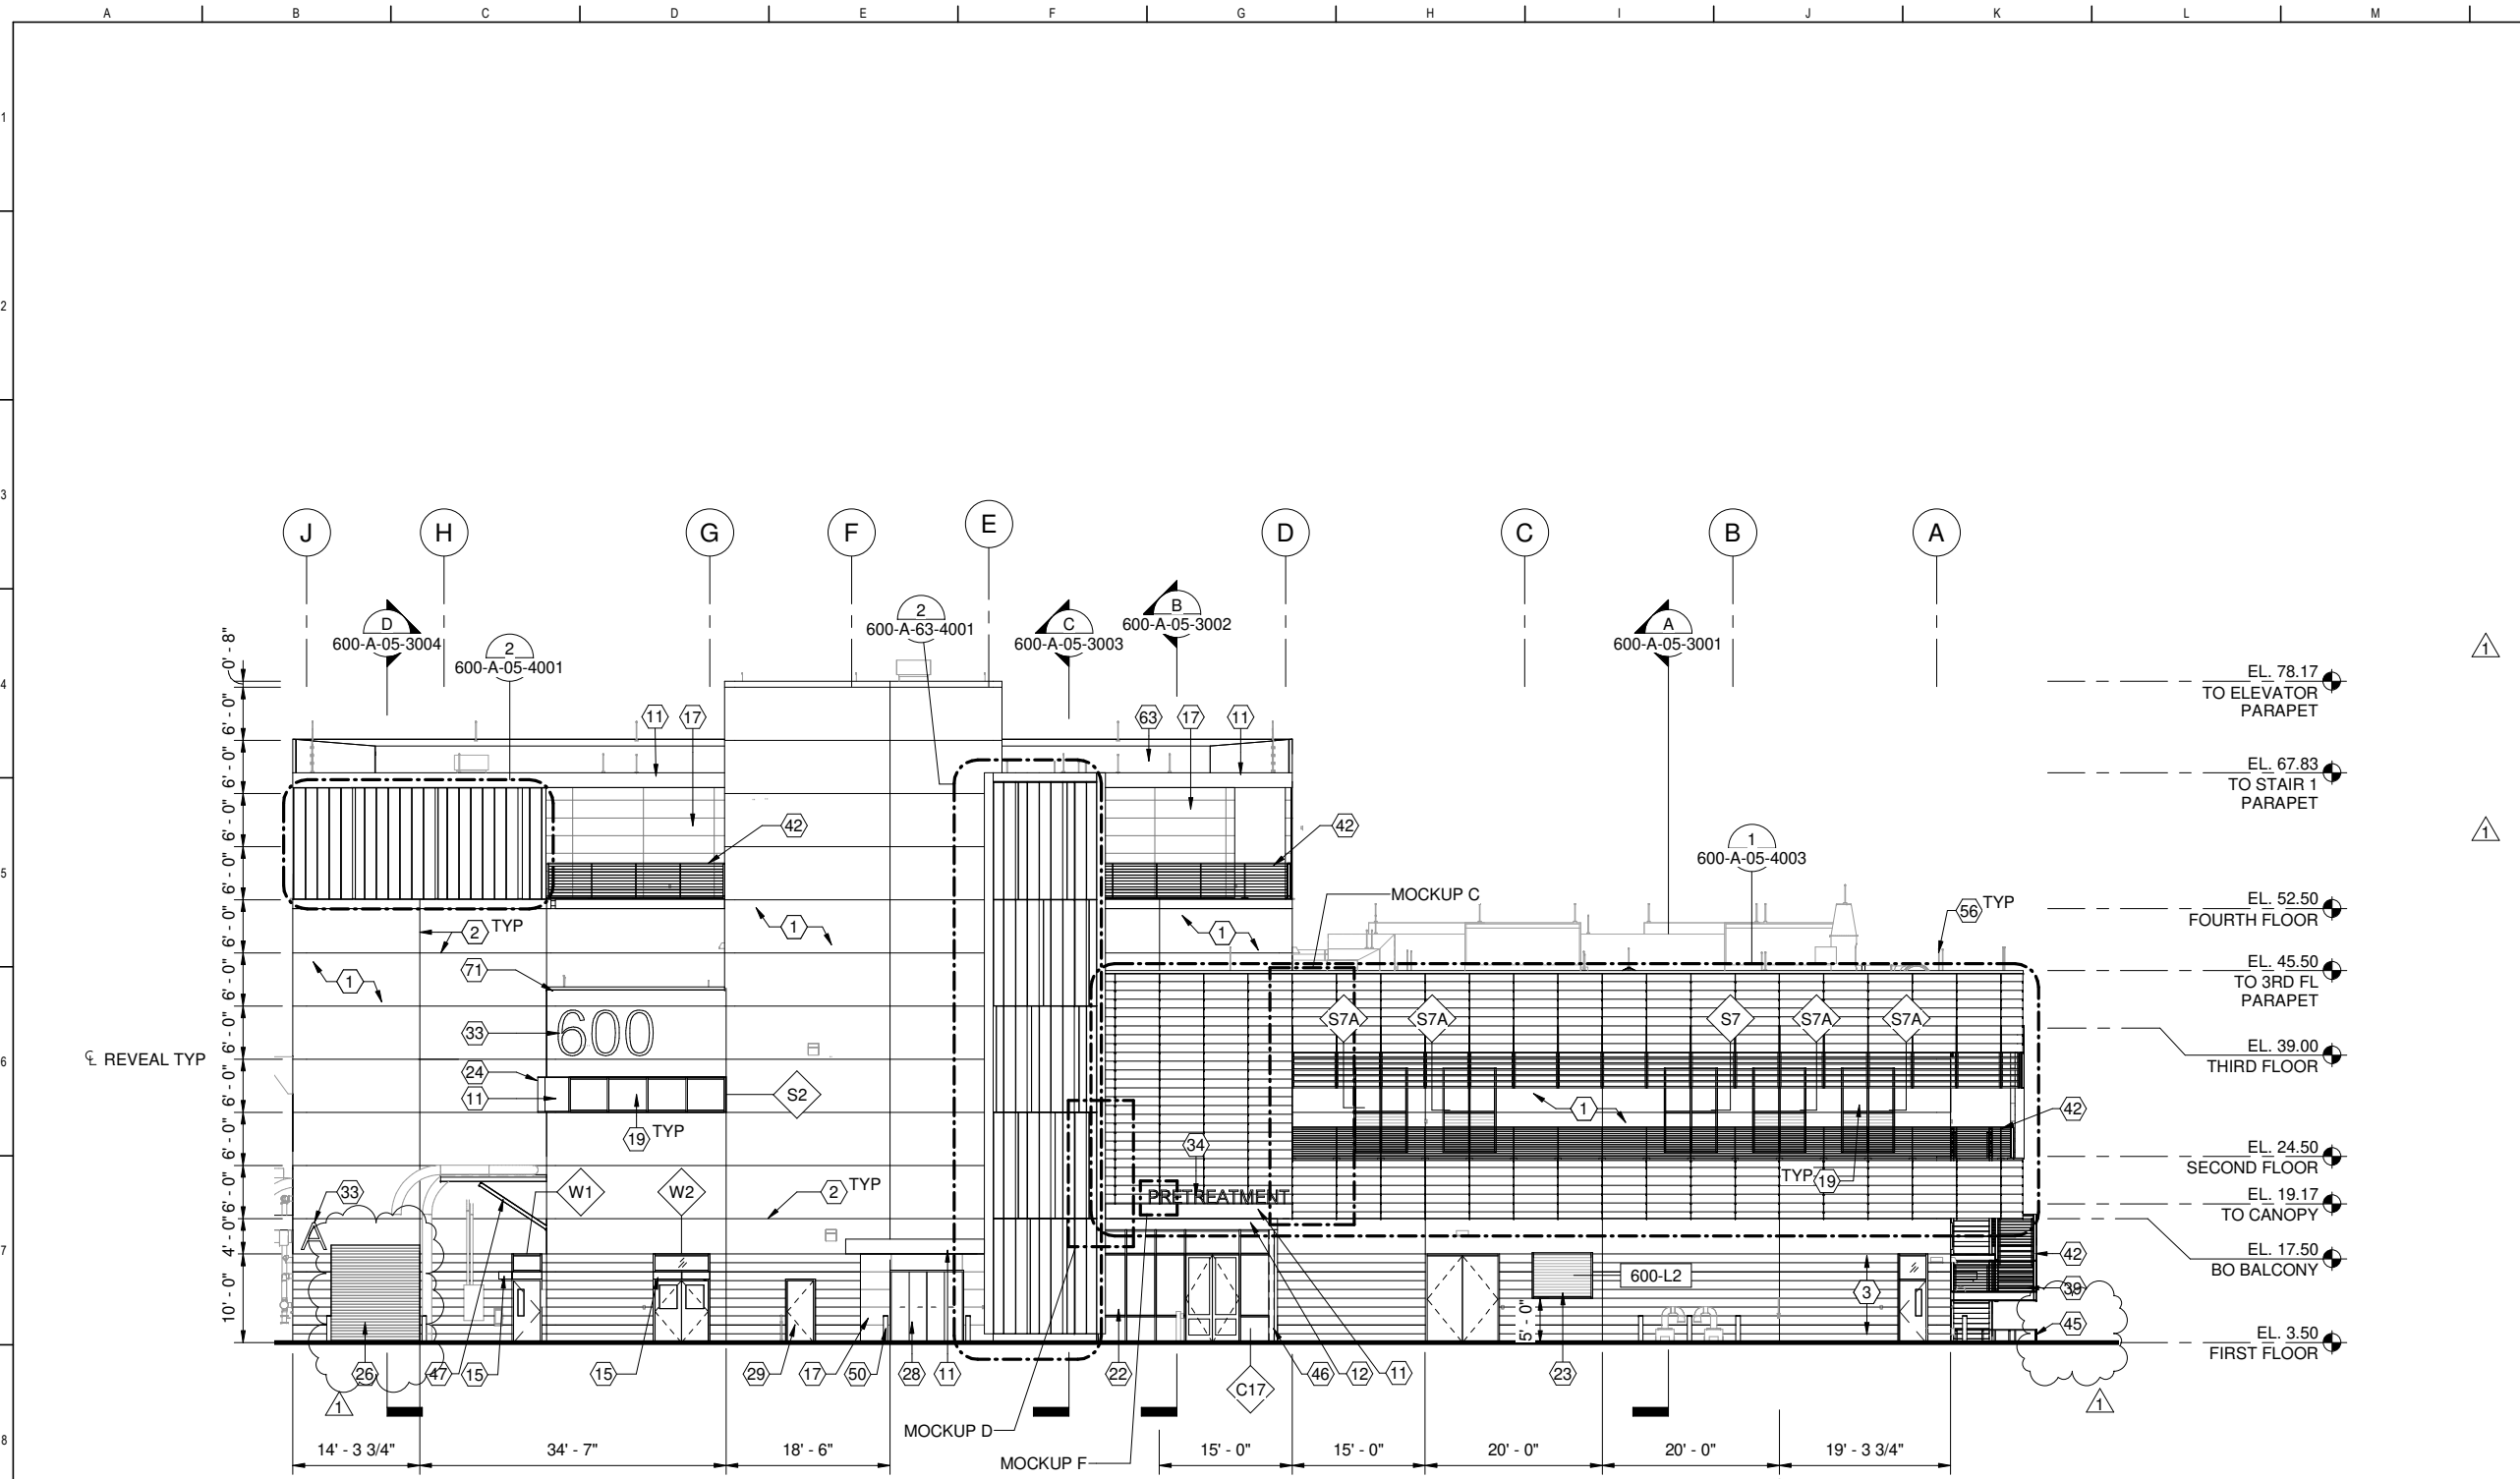 A B C D E F G H I J K L M
1
2
3
J H G F E D C B A
D
600-A-05-3004
2
600-A-05-4001
2
600-A-63-4001
C
600-A-05-3003
B
600-A-05-3002
A
600-A-05-3001
1
4
0' - 8"
EL. 78.17
TO ELEVATOR
PARAPET
6' - 0"
11 17 63 17 11
6' - 0"
EL. 67.83
TO STAIR 1
PARAPET
1
6' - 0"
42 42
1
600-A-05-4003
5
6' - 0"
MOCKUP C
EL. 52.50
FOURTH FLOOR
6' - 0"
2 TYP
1 1
56 TYP
71
1
6' - 0"
EL. 45.50
TO 3RD FL
PARAPET
S7A S7A S7 S7A S7A
33
600
6' - 0"
6
℄ REVEAL TYP
EL. 39.00
THIRD FLOOR
24
11
S2
6' - 0"
1
42
19 TYP
6' - 0"
34
EL. 24.50
SECOND FLOOR
TYP 19
33
W1 W2
2 TYP
PRETREATMENT
6' - 0"
EL. 19.17
TO CANOPY
A
4' - 0"
7
42
EL. 17.50
BO BALCONY
600-L2
3
39
10' - 0"
5' - 0"
45
EL. 3.50
FIRST FLOOR
26 47 15 15 29 17 50 28 11 22 C17 46 12 11 23
1
1
MOCKUP D
8
14' - 3 3/4" 34' - 7" 18' - 6" 15' - 0" 15' - 0" 20' - 0" 20' - 0" 19' - 3 3/4"
MOCKUP F